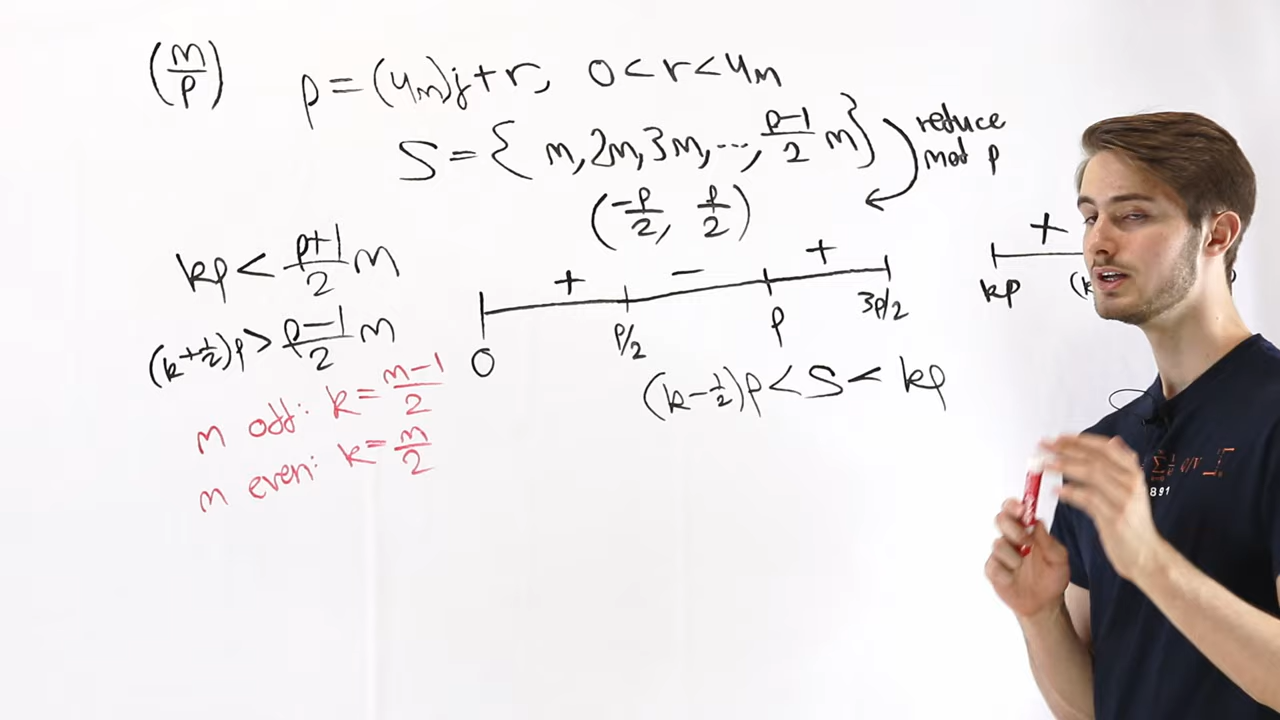 (m/p) p = (4m)j + r, 0 < r < 4m
S = { m, 2m, 3m, ..., (p-1)/2 m }
reduce mod p
(-p/2, p/2)
kp < (p+1)/2 m
(k+1/2)p > (p-1)/2 m
m odd: k = (m-1)/2
m even: k = m/2
+ - +
0 p/2 p 3p/2
+
kp (k
(k-1/2)p < S < kp
891